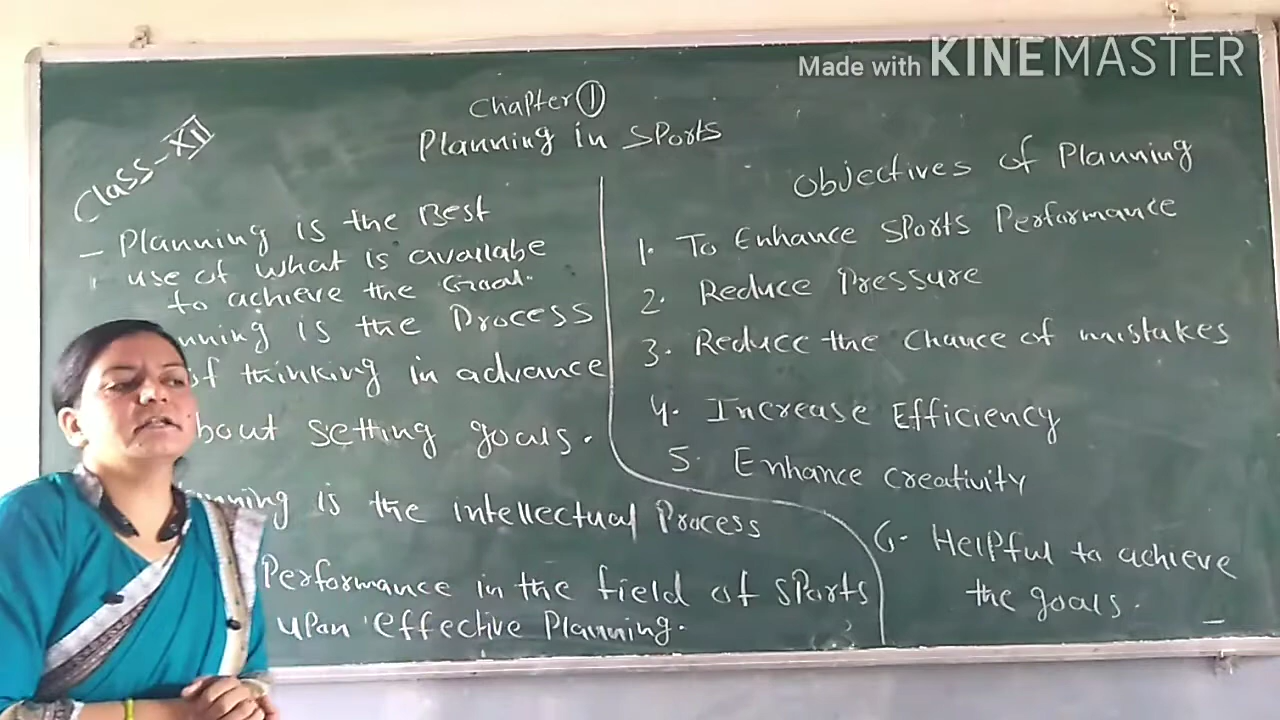 Made with KINEMASTER
Chapter ①
Planning in Sports
Class-XII
- Planning is the Best
use of what is availabe
to achieve the Goal.
nning is the Process
of thinking in advance
bout setting goals.
nning is the intellectual Process
Performance in the field of sports
upon effective Planning.
Objectives of Planning
1. To Enhance sports Performance
2. Reduce Pressure
3. Reduce the chance of mistakes
4. Increase Efficiency
5. Enhance creativity
6. Helpful to achieve
the goals.